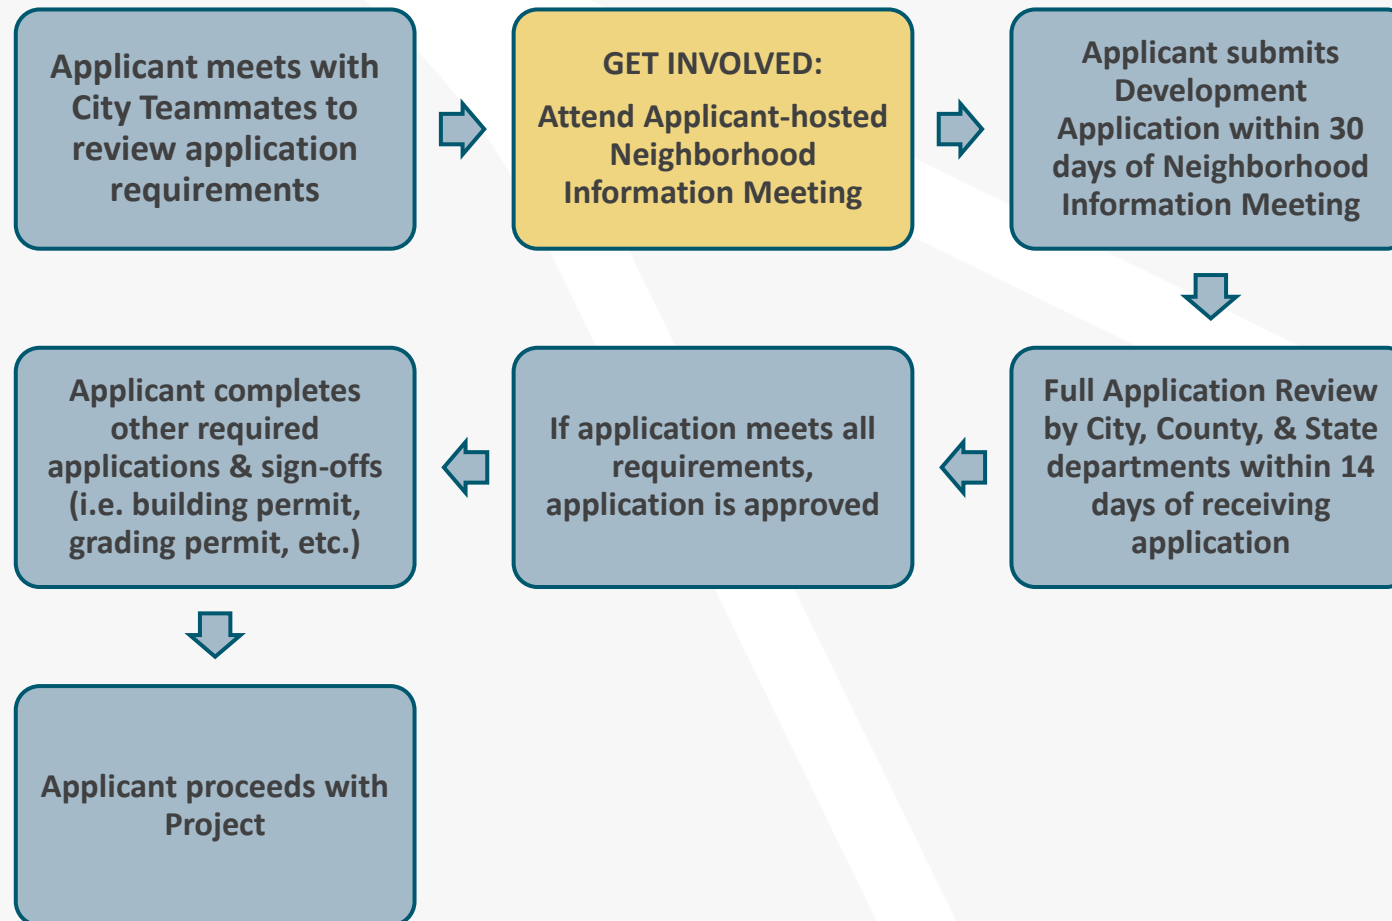 Applicant meets with
City Teammates to
review application
requirements
GET INVOLVED:
Attend Applicant-hosted
Neighborhood
Information Meeting
Applicant submits
Development
Application within 30
days of Neighborhood
Information Meeting
Full Application Review
by City, County, & State
departments within 14
days of receiving
application
If application meets all
requirements,
application is approved
Applicant completes
other required
applications & sign-offs
(i.e. building permit,
grading permit, etc.)
Applicant proceeds with
Project